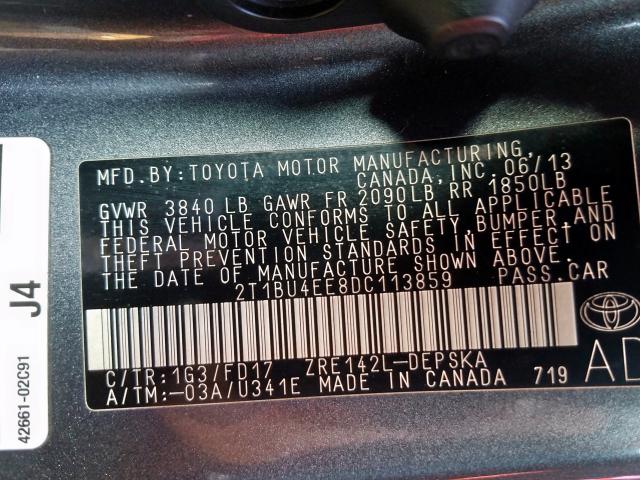 MFD. BY: TOYOTA MOTOR MANUFACTURING,
CANADA, INC. 06/13
GVWR 3840 LB GAWR FR 2090LB, RR 1850LB
THIS VEHICLE CONFORMS TO ALL APPLICABLE
FEDERAL MOTOR VEHICLE SAFETY, BUMPER, AND
THEFT PREVENTION STANDARDS IN EFFECT ON
THE DATE OF MANUFACTURE SHOWN ABOVE.
2T1BU4EE8DC113859 PASS. CAR
C/TR: 1G3/FD17 ZRE142L-DEPSKA
A/TM: -03A/U341E MADE IN CANADA 719
AD
J4
42661-02C91